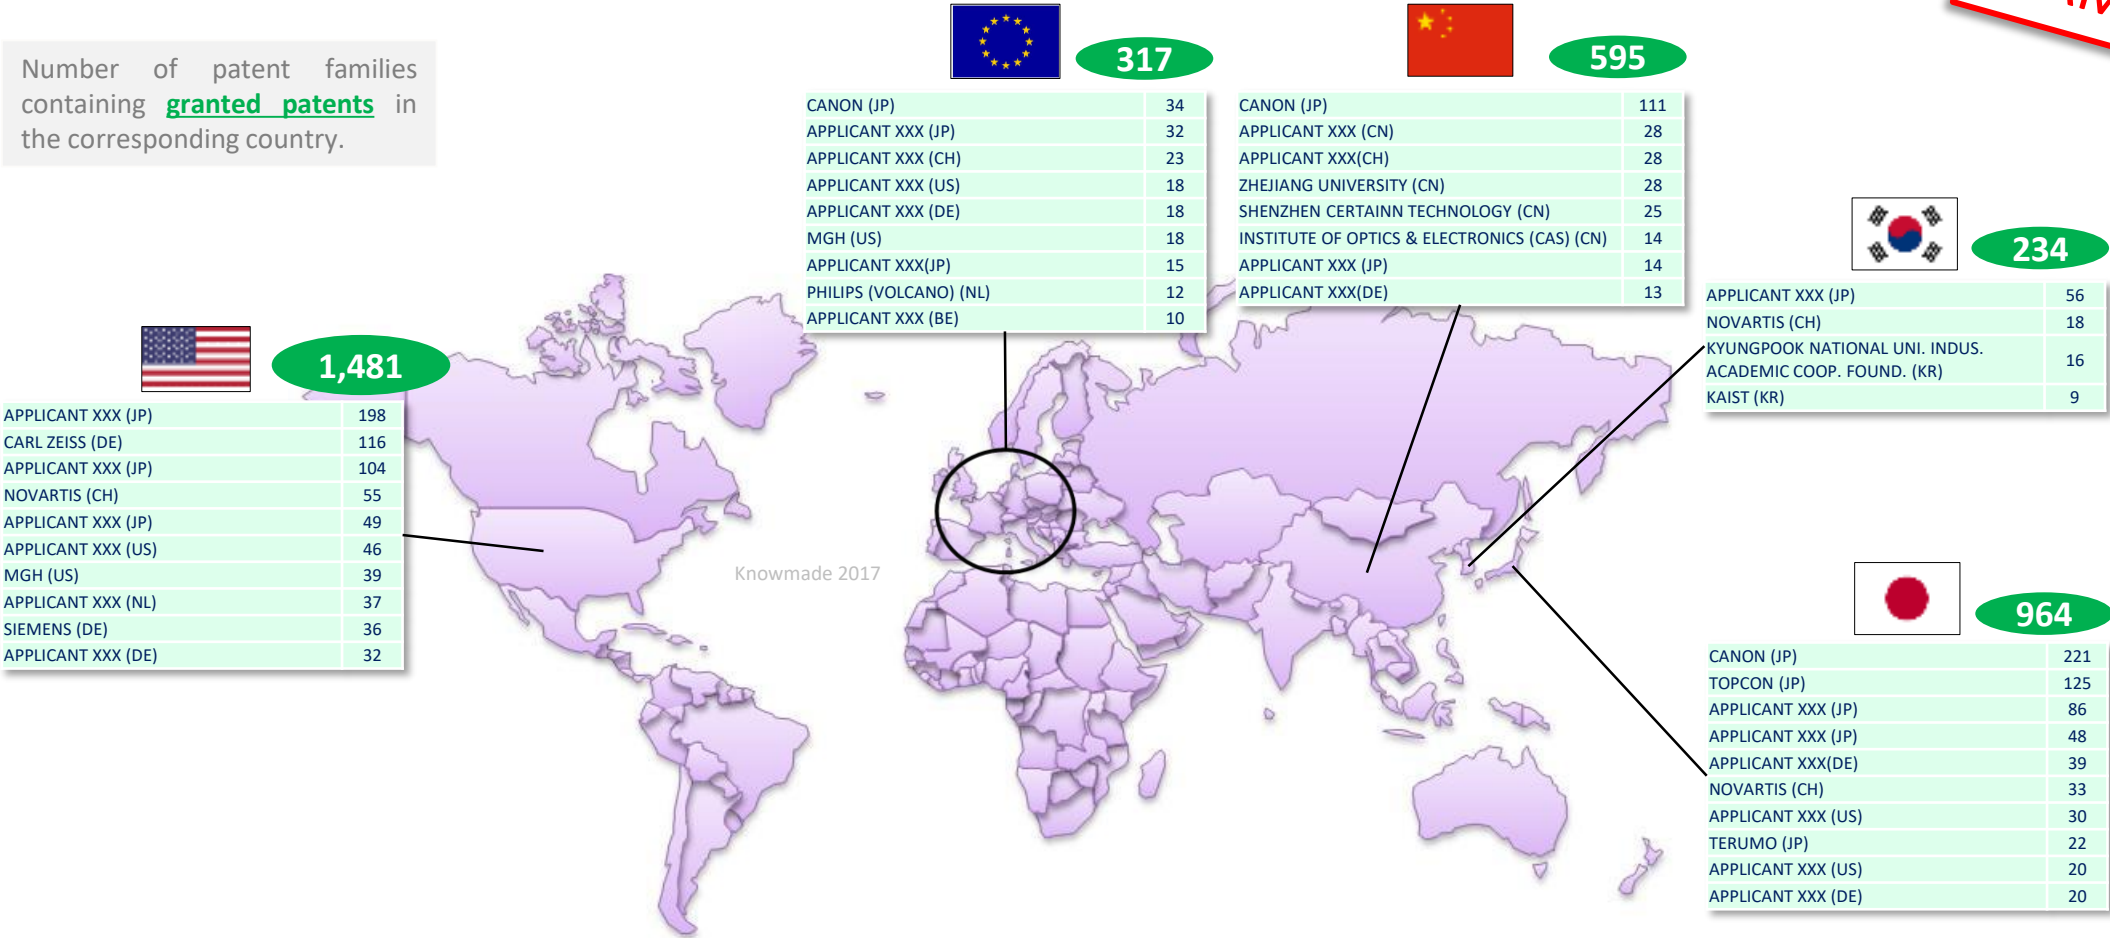 Number of patent families
containing granted patents in
the corresponding country.
317
CANON (JP) 34
APPLICANT XXX (JP) 32
APPLICANT XXX (CH) 23
APPLICANT XXX (US) 18
APPLICANT XXX (DE) 18
MGH (US) 18
APPLICANT XXX(JP) 15
PHILIPS (VOLCANO) (NL) 12
APPLICANT XXX (BE) 10
595
CANON (JP) 111
APPLICANT XXX (CN) 28
APPLICANT XXX(CH) 28
ZHEJIANG UNIVERSITY (CN) 28
SHENZHEN CERTAINN TECHNOLOGY (CN) 25
INSTITUTE OF OPTICS & ELECTRONICS (CAS) (CN) 14
APPLICANT XXX (JP) 14
APPLICANT XXX(DE) 13
234
APPLICANT XXX (JP) 56
NOVARTIS (CH) 18
KYUNGPOOK NATIONAL UNI. INDUS.
ACADEMIC COOP. FOUND. (KR) 16
KAIST (KR) 9
1,481
APPLICANT XXX (JP) 198
CARL ZEISS (DE) 116
APPLICANT XXX (JP) 104
NOVARTIS (CH) 55
APPLICANT XXX (JP) 49
APPLICANT XXX (US) 46
MGH (US) 39
APPLICANT XXX (NL) 37
SIEMENS (DE) 36
APPLICANT XXX (DE) 32
Knowmade 2017
964
CANON (JP) 221
TOPCON (JP) 125
APPLICANT XXX (JP) 86
APPLICANT XXX (JP) 48
APPLICANT XXX(DE) 39
NOVARTIS (CH) 33
APPLICANT XXX (US) 30
TERUMO (JP) 22
APPLICANT XXX (US) 20
APPLICANT XXX (DE) 20